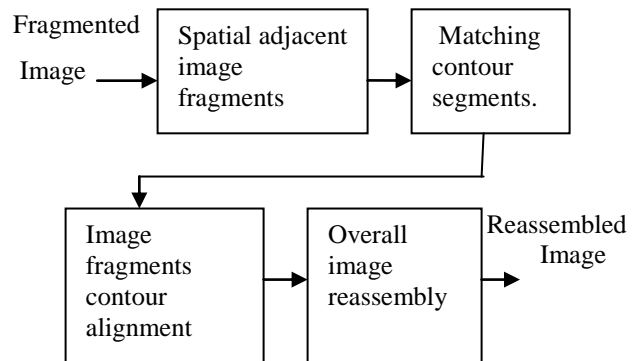 Fragmented
Image
Spatial adjacent
image
fragments
Matching
contour
segments.
Image
fragments
contour
alignment
Overall
image
reassembly
Reassembled
Image